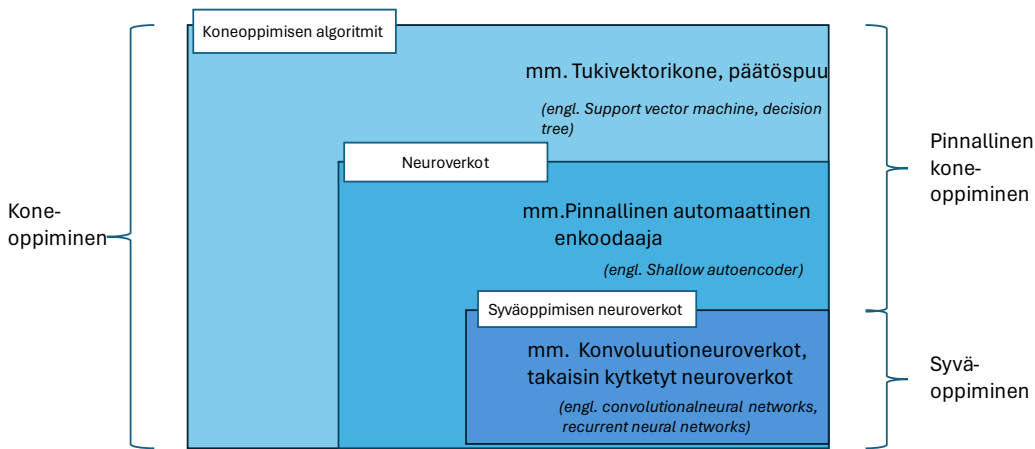 Koneoppimisen algoritmit
mm. Tukivektorikone, päätöspuu
(engl. Support vector machine, decision
tree)
Neuroverkot
mm.Pinnallinen automaattinen
enkoodaaja
(engl. Shallow autoencoder)
Syväoppimisen neuroverkot
mm. Konvoluutioneuroverkot,
takaisin kytketyt neuroverkot
(engl. convolutionalneural networks,
recurrent neural networks)
Kone-
oppiminen
Pinnallinen
kone-
oppiminen
Syvä-
oppiminen